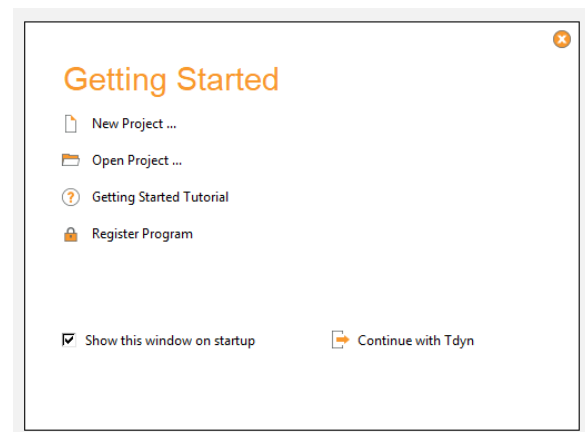 Getting Started
New Project ...
Open Project ...
Getting Started Tutorial
Register Program
Show this window on startup
Continue with Tdyn